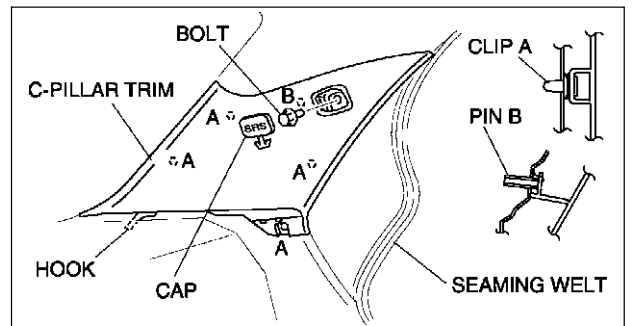 BOLT
CLIP A
C-PILLAR TRIM
B
A
SRS
PIN B
A
A
A
HOOK
CAP
SEAMING WELT